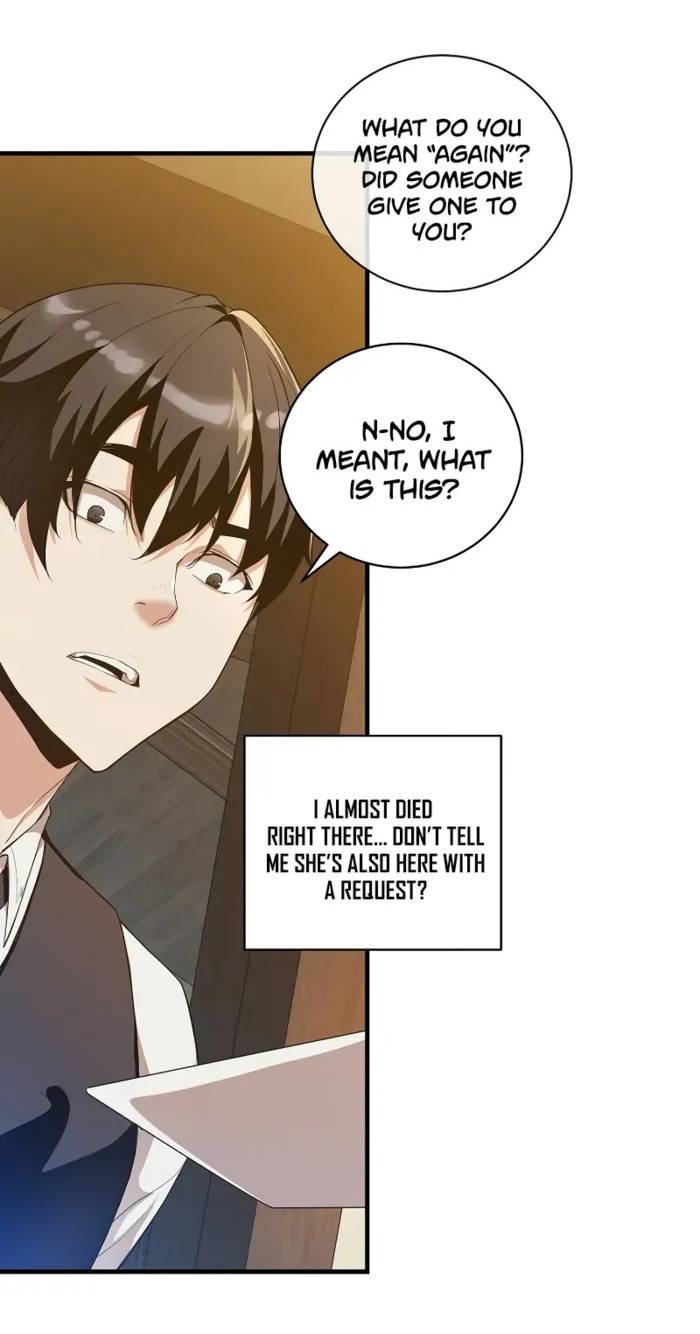 WHAT DO YOU
MEAN "AGAIN"?
DID SOMEONE
GIVE ONE TO
YOU?
N-NO, I
MEANT, WHAT
IS THIS?
I ALMOST DIED
RIGHT THERE... DON'T TELL
ME SHE'S ALSO HERE WITH
A REQUEST?